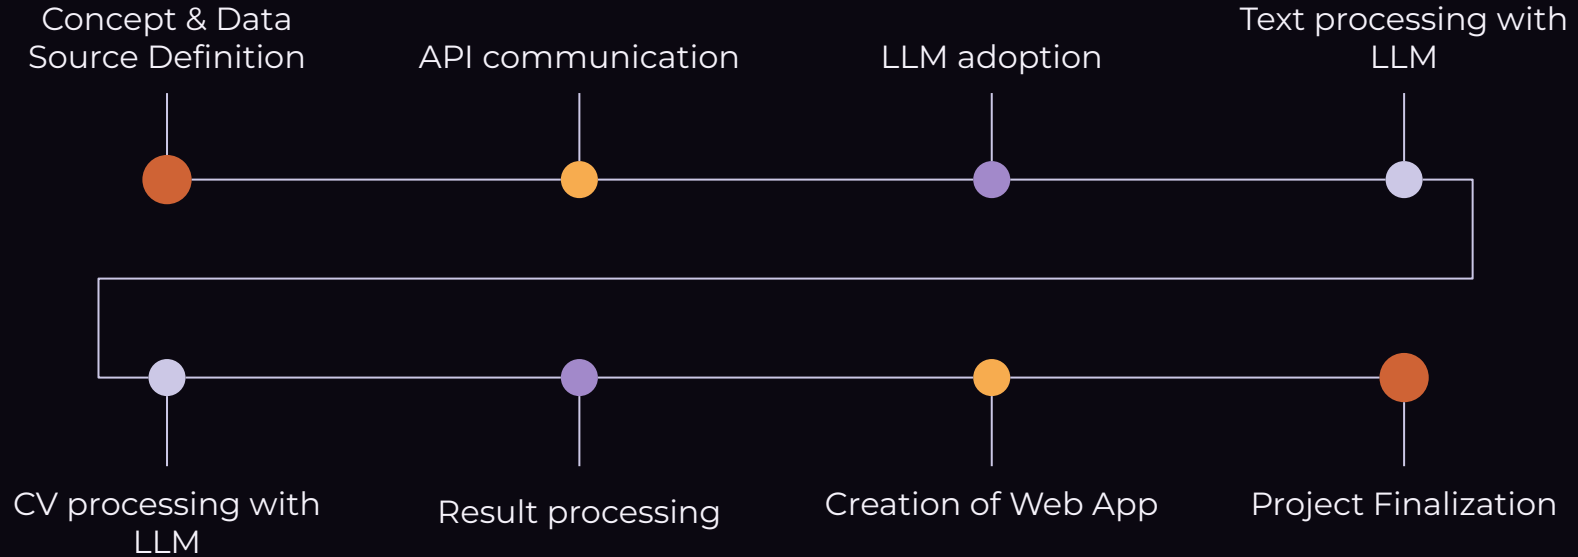 Concept & Data
Source Definition
API communication
LLM adoption
Text processing with
LLM
CV processing with
LLM
Result processing
Creation of Web App
Project Finalization